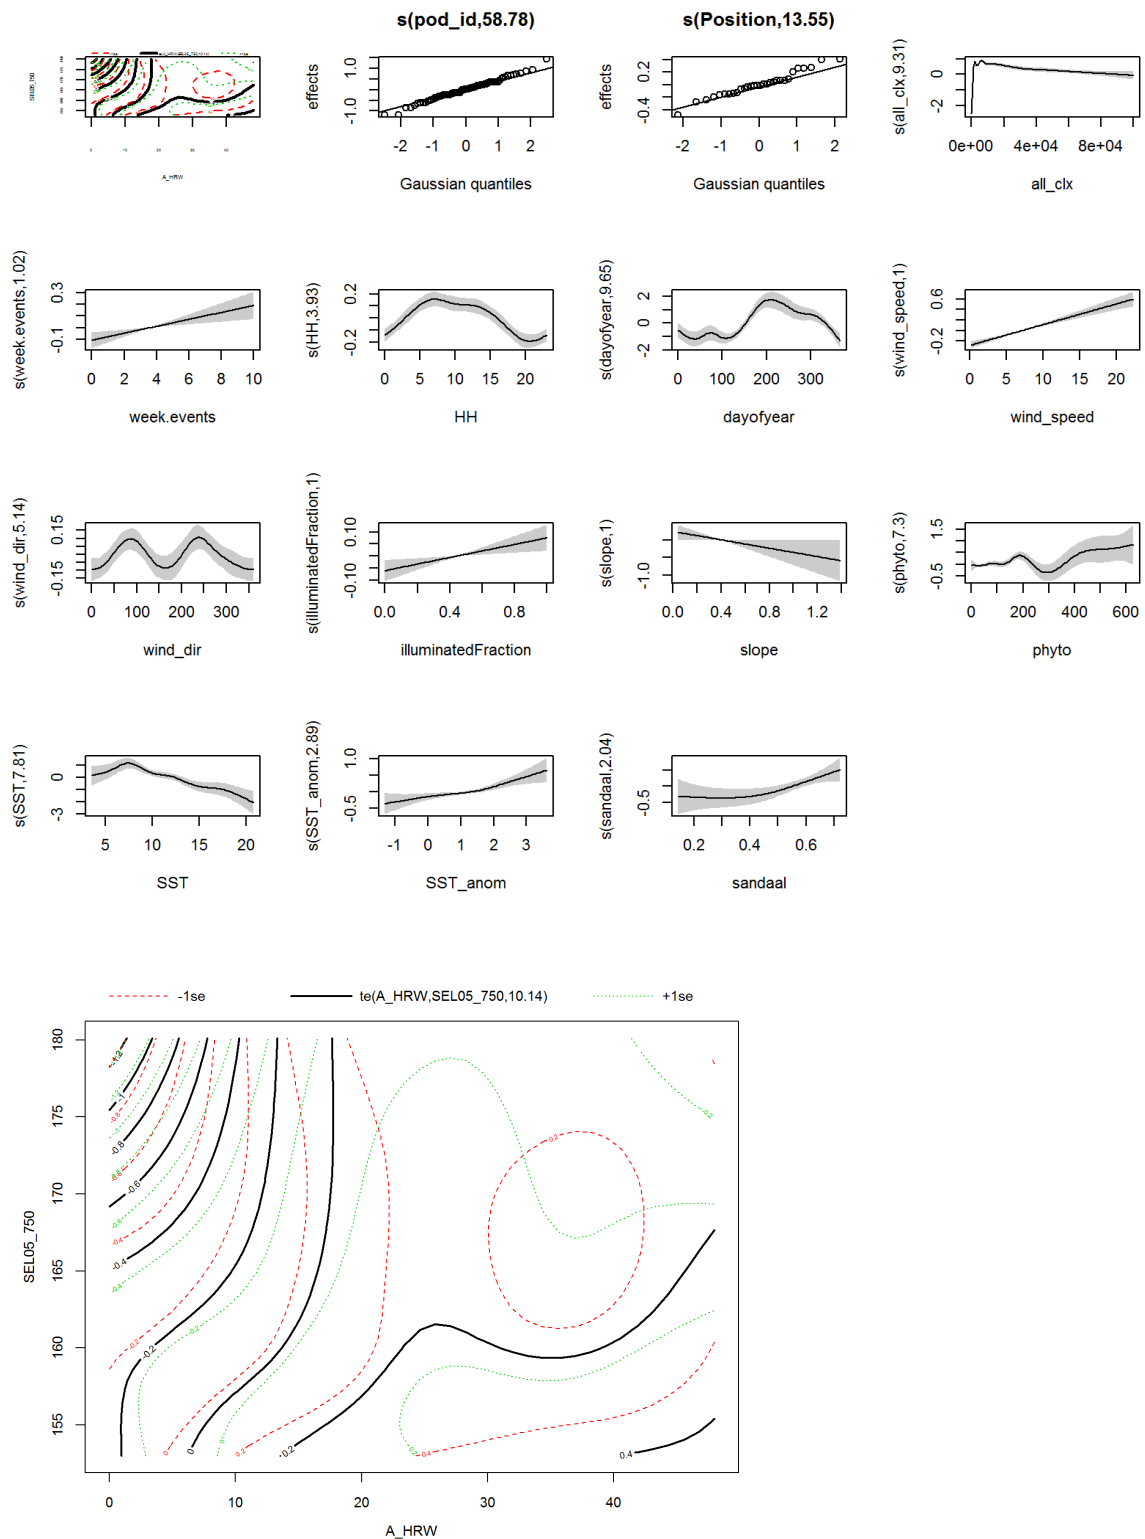 s(pod_id,58.78)
s(Position,13.55)
SEL05_750
0 10 20 30 40
A_HRW
effects
-1.0 1.0
-2 -1 0 1 2
Gaussian quantiles
effects
-0.4 0.2
-2 -1 0 1 2
Gaussian quantiles
s(all_clx,9.31)
-2 0
0e+00 4e+04 8e+04
all_clx
s(week.events,1.02)
-0.1 0.3
0 2 4 6 8 10
week.events
s(HH,3.93)
-0.2 0.2
0 5 10 15 20
HH
s(dayofyear,9.65)
-2 0 2
0 100 200 300
dayofyear
s(wind_speed,1)
-0.2 0.6
0 5 10 15 20
wind_speed
s(wind_dir,5.14)
-0.15 0.15
0 100 200 300
wind_dir
s(illuminatedFraction,1)
-0.10 0.10
0.0 0.4 0.8
illuminatedFraction
s(slope,1)
-1.0
0.0 0.4 0.8 1.2
slope
s(phyto,7.3)
-0.5 1.5
0 200 400 600
phyto
s(SST,7.81)
-3 0
5 10 15 20
SST
s(SST_anom,2.89)
-0.5 1.0
-1 0 1 2 3
SST_anom
s(sandaal,2.04)
-0.5
0.2 0.4 0.6
sandaal
-1se
te(A_HRW,SEL05_750,10.14)
+1se
SEL05_750
180
175
170
165
160
155
-1.2
-1
-0.8
-0.6
-0.4
-0.2
0
0.2
0.4
0 10 20 30 40
A_HRW